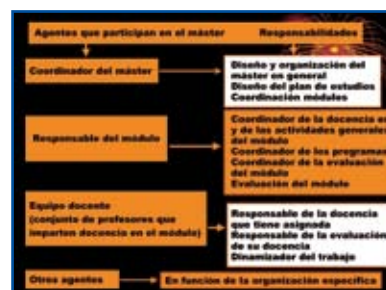 Agentes que participan en el máster
Responsabilidades
Coordinador del máster
Diseño y organización del
máster en general
Diseño del plan de estudios
Coordinación módulos
Responsable del módulo
Coordinador de la docencia en
y de las actividades generales
del módulo
Coordinador de los programas
Coordinador de la evaluación
del módulo
Evaluación del módulo
Equipo docente
(conjunto de profesores que
imparten docencia en el módulo)
Responsable de la docencia
que tiene asignada
Responsable de la evaluación
de su docencia
Dinamizador del trabajo
Otros agentes
En función de la organización específica